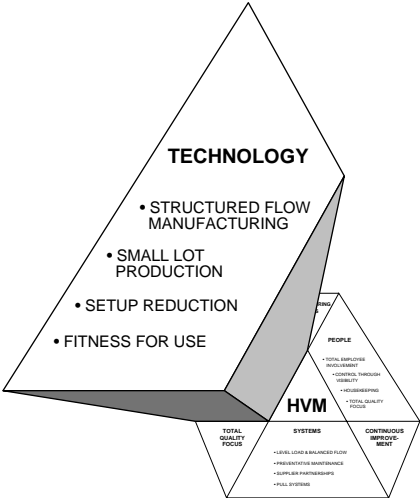 TECHNOLOGY
• STRUCTURED FLOW
MANUFACTURING
• SMALL LOT
PRODUCTION
• SETUP REDUCTION
• FITNESS FOR USE
PEOPLE
• TOTAL EMPLOYEE
INVOLVEMENT
• CONTROL THROUGH
VISIBILITY
• HOUSEKEEPING
• TOTAL QUALITY
FOCUS
HVM
TOTAL
QUALITY
FOCUS
SYSTEMS
• LEVEL LOAD & BALANCED FLOW
• PREVENTATIVE MAINTENANCE
• SUPPLIER PARTNERSHIPS
• PULL SYSTEMS
CONTINUOUS
IMPROVE-
MENT